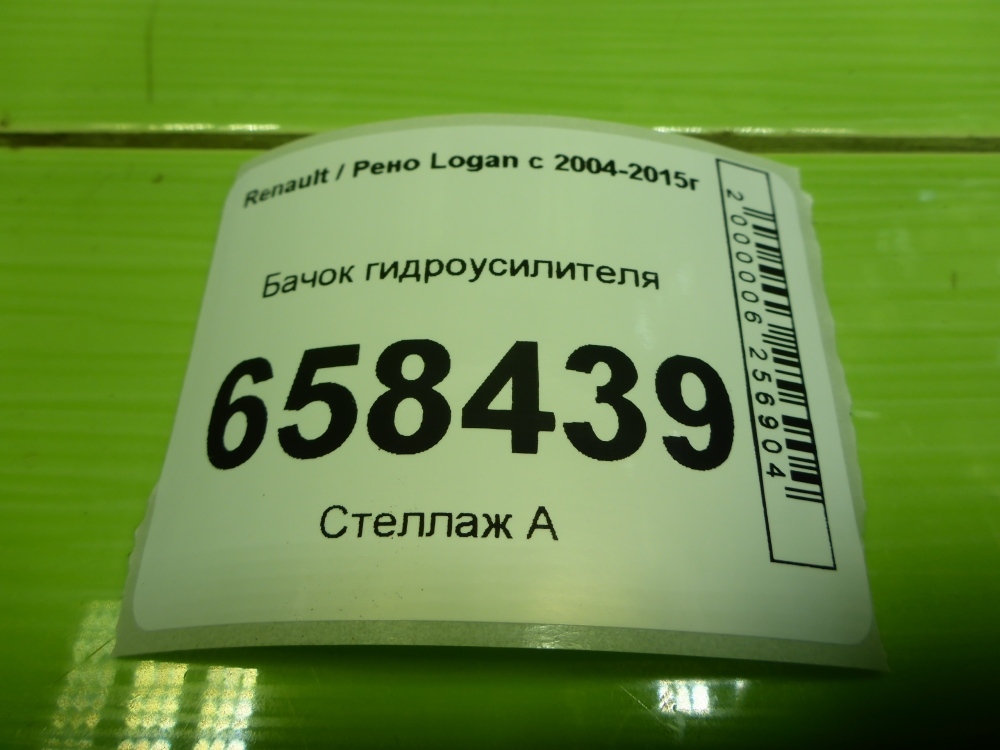 Renault / Рено Logan с 2004-2015г
Бачок гидроусилителя
658439
Стеллаж А
2000006256904